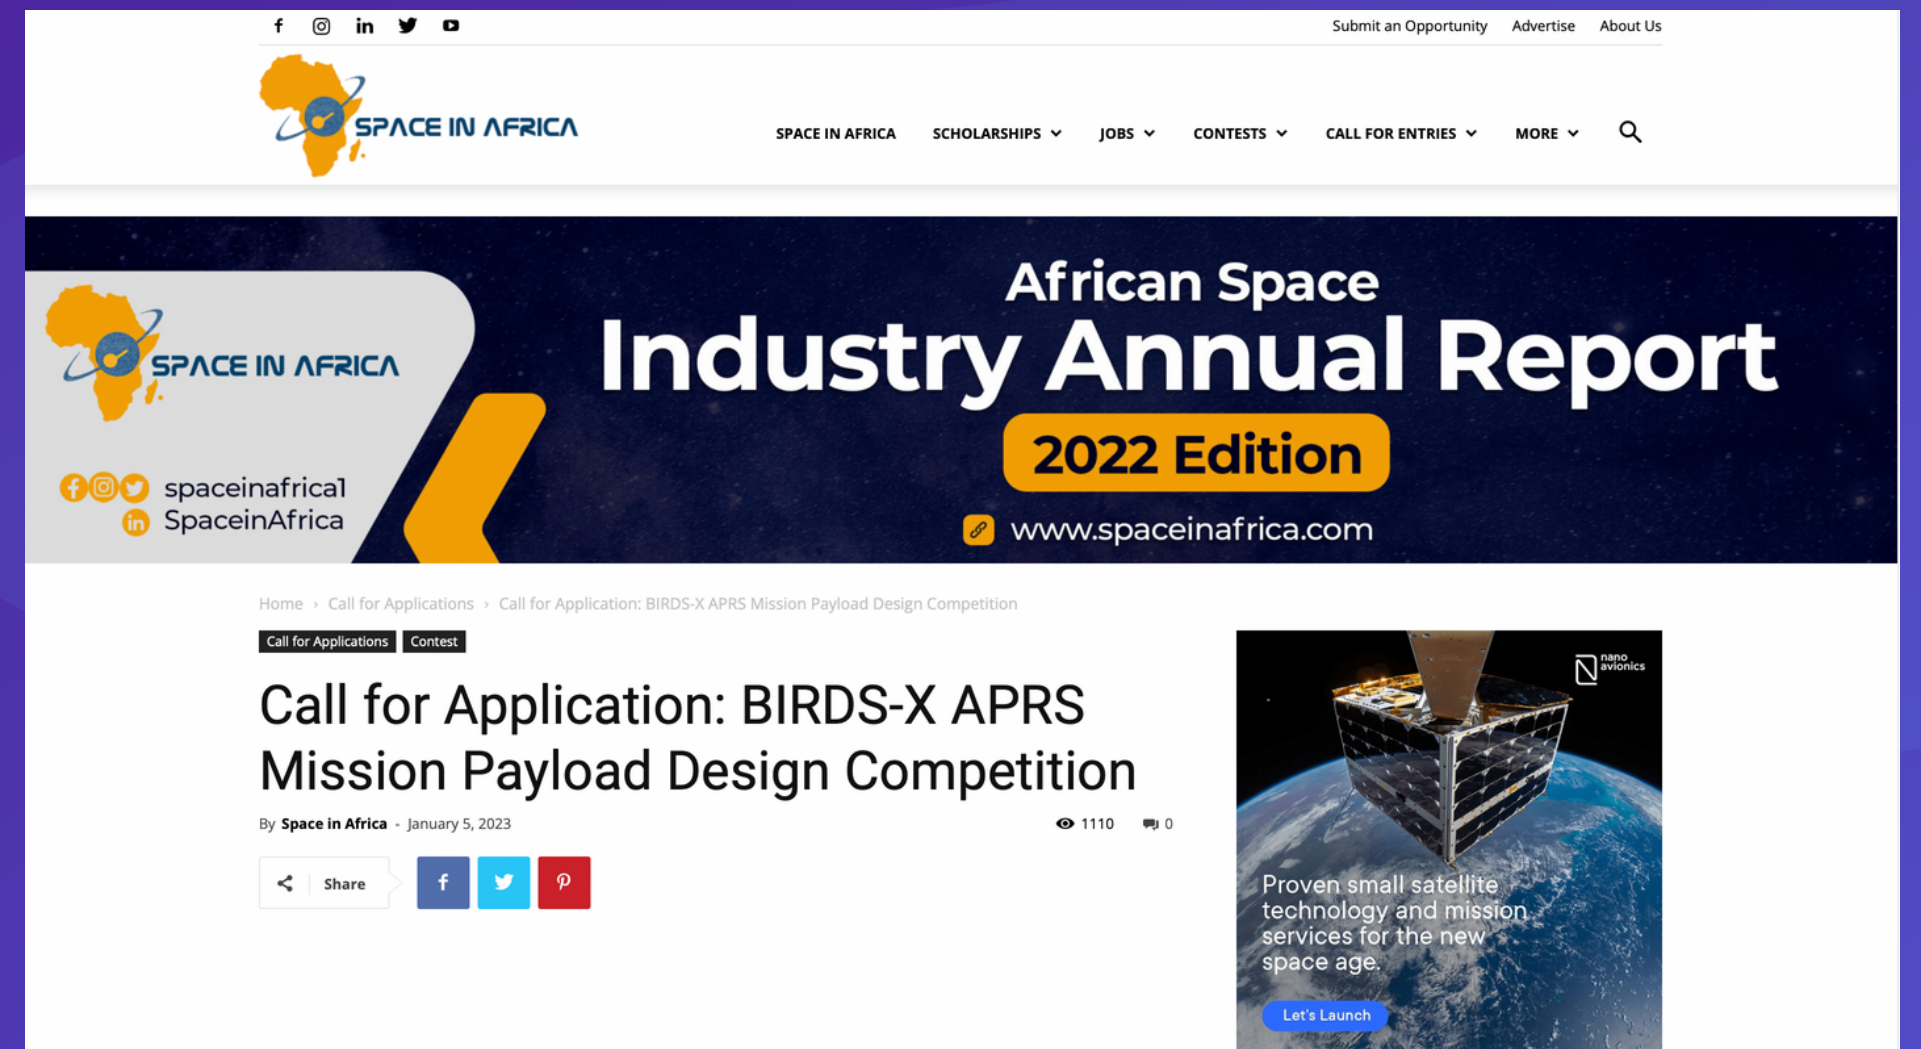 Submit an Opportunity Advertise About Us
SPACE IN AFRICA
SPACE IN AFRICA SCHOLARSHIPS JOBS CONTESTS CALL FOR ENTRIES MORE
SPACE IN AFRICA
spaceinafrica1
SpaceinAfrica
African Space
Industry Annual Report
2022 Edition
www.spaceinafrica.com
Home › Call for Applications › Call for Application: BIRDS-X APRS Mission Payload Design Competition
Call for Applications Contest
Call for Application: BIRDS-X APRS
Mission Payload Design Competition
By Space in Africa - January 5, 2023 1110 0
Share
nano
avionics
Proven small satellite
technology and mission
services for the new
space age.
Let's Launch